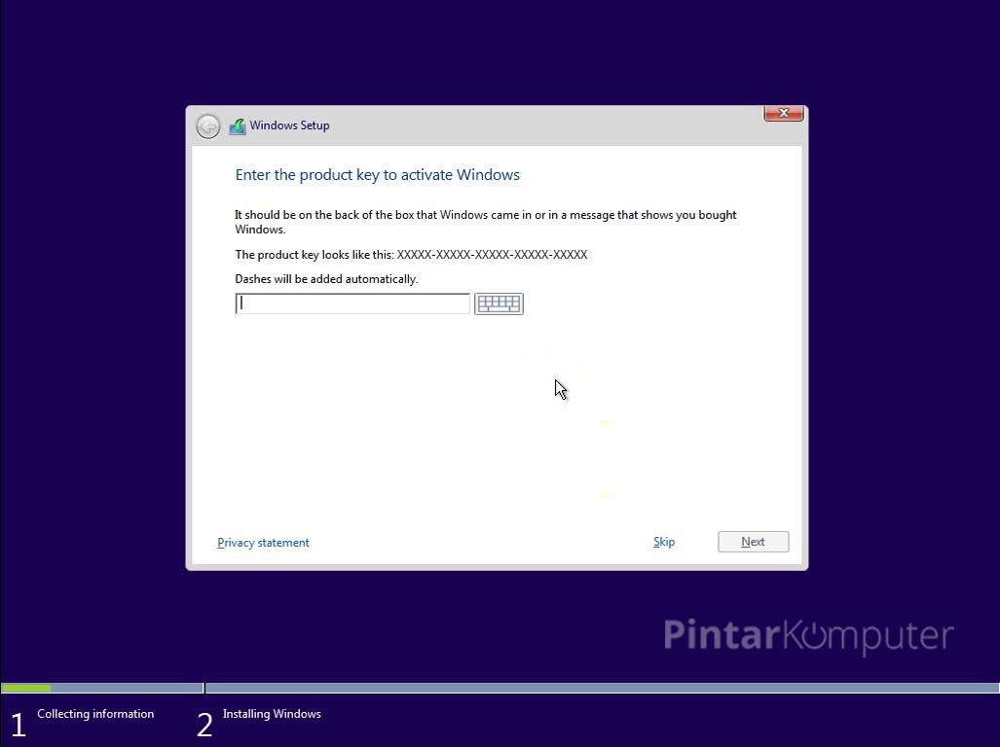 Windows Setup
Enter the product key to activate Windows
It should be on the back of the box that Windows came in or in a message that shows you bought
Windows.
The product key looks like this: XXXXX-XXXXX-XXXXX-XXXXX-XXXXX
Dashes will be added automatically.
Privacy statement
Skip
Next
PintarKomputer
1 Collecting information
2 Installing Windows